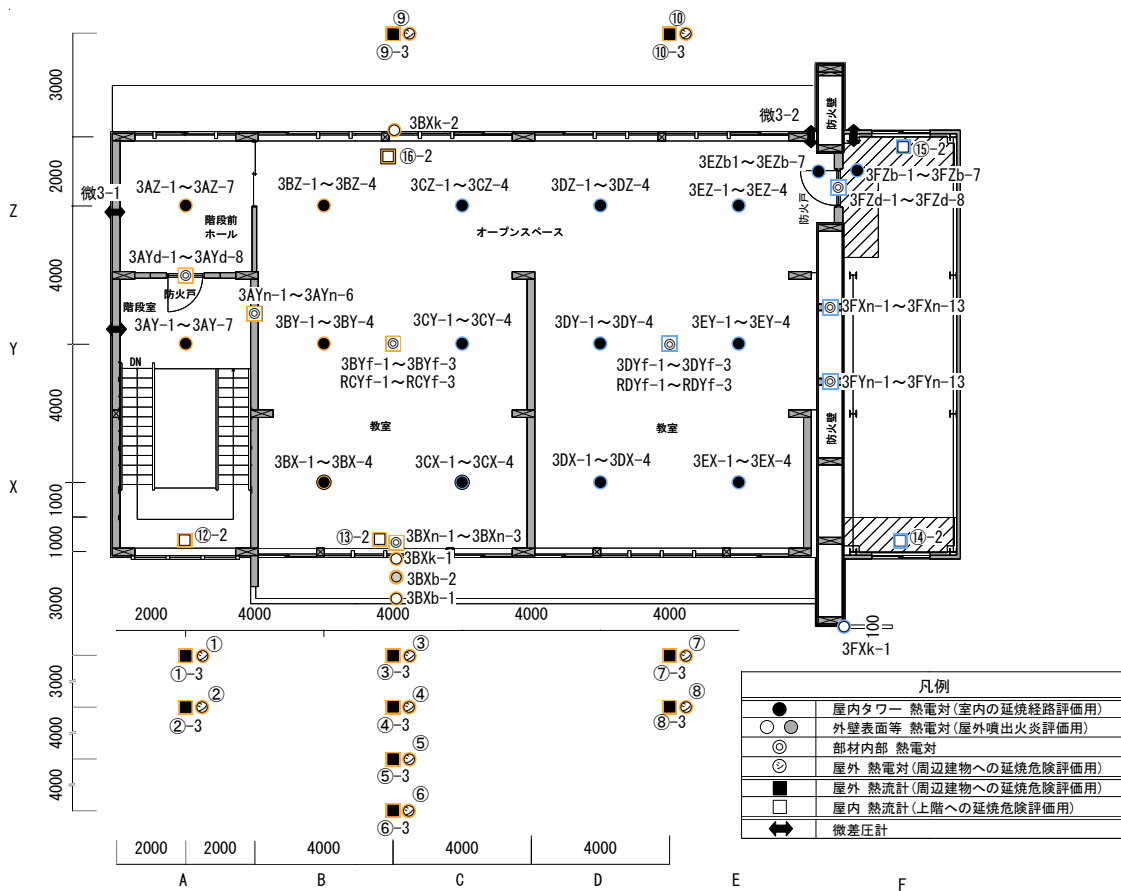 ⑨
⑩
⑨-3
⑩-3
3000
防火壁
3BXk-2
微3-2
⑯-2
⑮-2
3EZb1～3EZb-7
3FZb-1～3FZb-7
2000
微3-1
3AZ-1～3AZ-7
3BZ-1～3BZ-4
3CZ-1～3CZ-4
3DZ-1～3DZ-4
3EZ-1～3EZ-4
3FZd-1～3FZd-8
防火戸
Z
階段前
ホール
オープンスペース
3AYd-1～3AYd-8
4000
防火戸
3AYn-1～3AYn-6
階段室
3FXn-1～3FXn-13
3AY-1～3AY-7
3BY-1～3BY-4
3CY-1～3CY-4
3DY-1～3DY-4
3EY-1～3EY-4
Y
DN
3BYf-1～3BYf-3
RCYf-1～RCYf-3
3DYf-1～3DYf-3
RDYf-1～RDYf-3
3FYn-1～3FYn-13
4000
教室
教室
防火壁
3BX-1～3BX-4
3CX-1～3CX-4
3DX-1～3DX-4
3EX-1～3EX-4
X
1000
⑫-2
⑬-2
3BXn-1～3BXn-3
⑭-2
1000
3BXk-1
3BXb-2
3BXb-1
3000
2000
4000
4000
4000
100
3FXk-1
①
③
⑦
①-3
③-3
⑦-3
3000
②
④
⑧
②-3
④-3
⑧-3
4000
⑤
⑤-3
4000
⑥
⑥-3
凡例
屋内タワー 熱電対(室内の延焼経路評価用)
外壁表面等 熱電対(屋外噴出火炎評価用)
部材内部 熱電対
屋外 熱電対(周辺建物への延焼危険評価用)
屋外 熱流計(周辺建物への延焼危険評価用)
屋内 熱流計(上階への延焼危険評価用)
微差圧計
2000
2000
4000
4000
4000
A
B
C
D
E
F